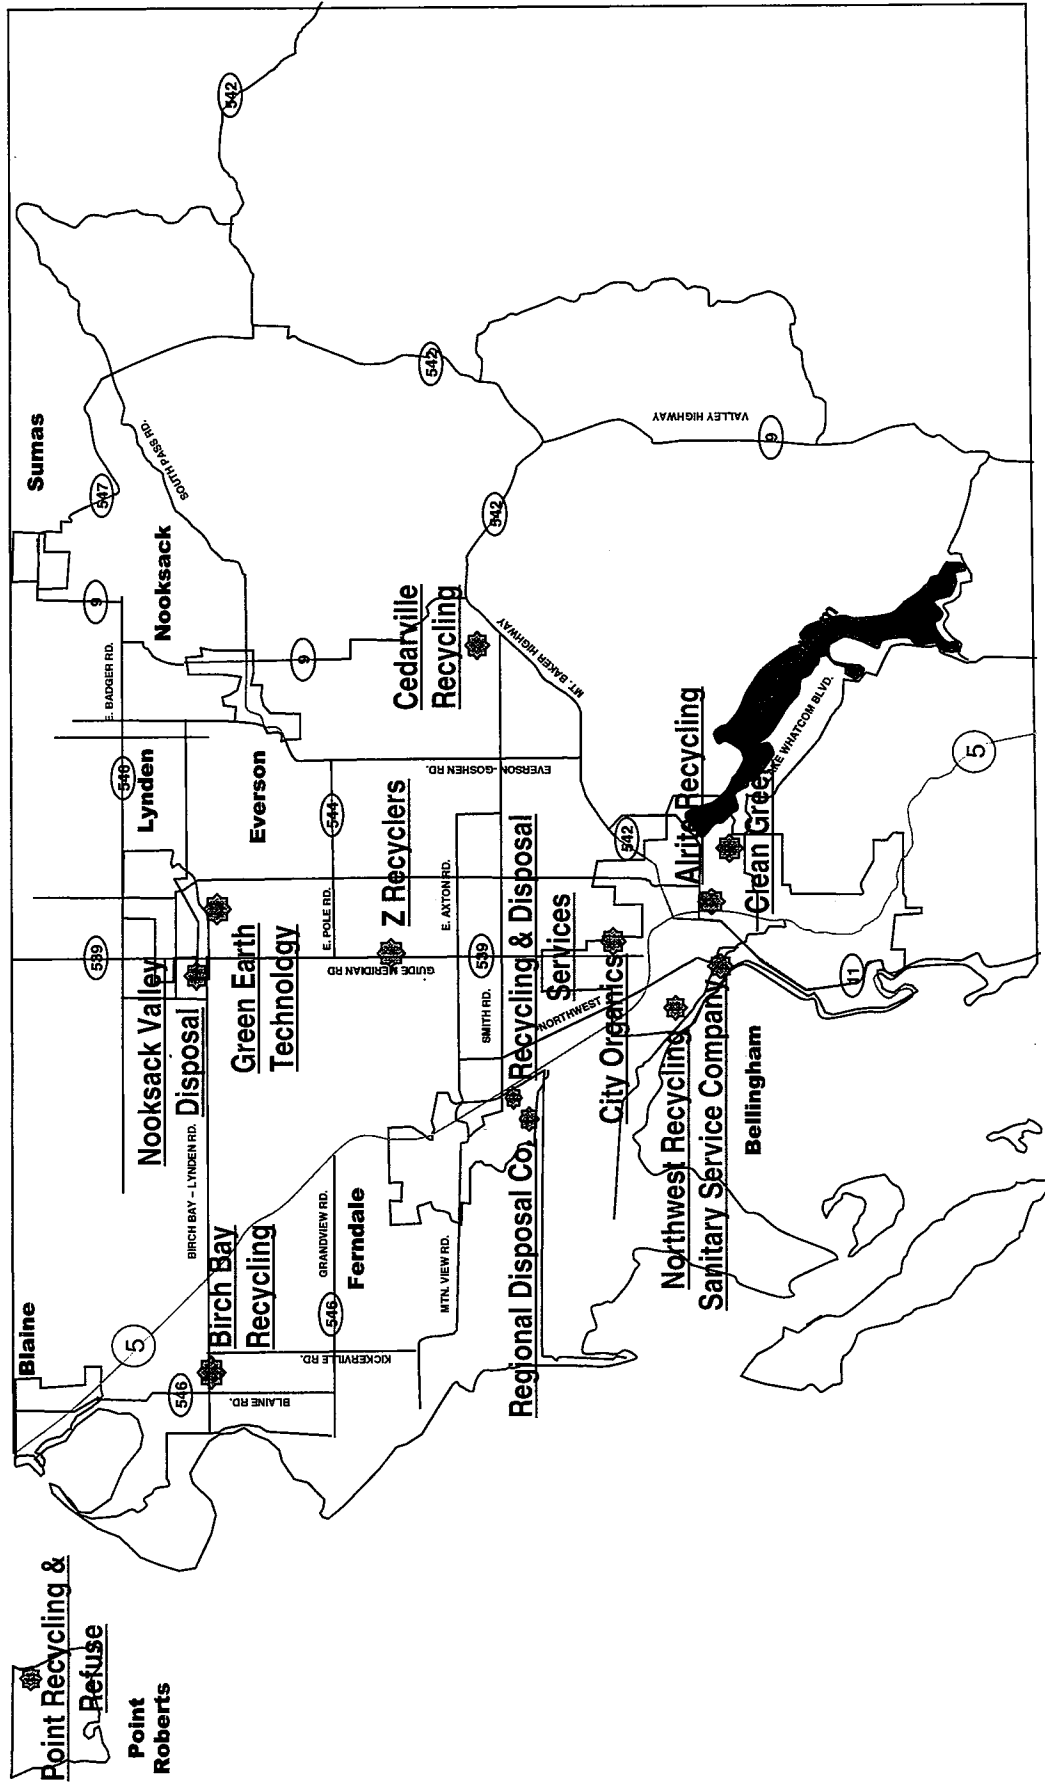 Point Recycling &
Refuse
Point
Roberts
Blaine
5
546
BLAINE RD.
Birch Bay
Recycling
KICKERVILLE RD.
546
GRANDVIEW RD.
Ferndale
MTN. VIEW RD.
BIRCH BAY – LYNDEN RD.
Nooksack Valley
Disposal
539
Green Earth
Technology
Lynden
546
E. BADGER RD.
Everson
Nooksack
9
Sumas
547
SOUTH PASS RD.
9
542
542
542
544
E. POLE RD.
Z Recyclers
GUIDE MERIDIAN RD
E. AXTON RD.
539
SMITH RD.
EVERSON-GOSHEN RD.
Cedarville
Recycling
MT. BAKER HIGHWAY
VALLEY HIGHWAY
9
Regional Disposal Co.
Recycling & Disposal
Services
NORTHWEST
City Organics
542
Northwest Recycling
Sanitary Service Company
Bellingham
Airite Recycling
Clean Green
LAKE WHATCOM BLVD.
11
5